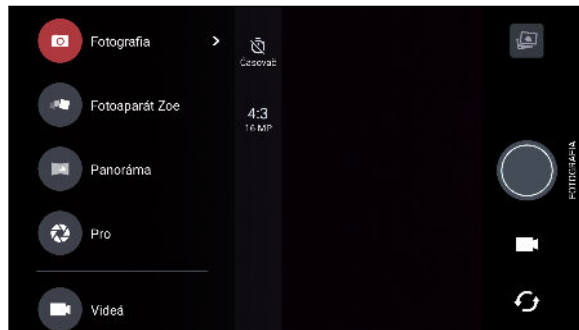 Fotografia
Časovač
Fotoaparát Zoe
4:3
16 MP
Panoráma
Pro
Videá
FOTOGRAFIA